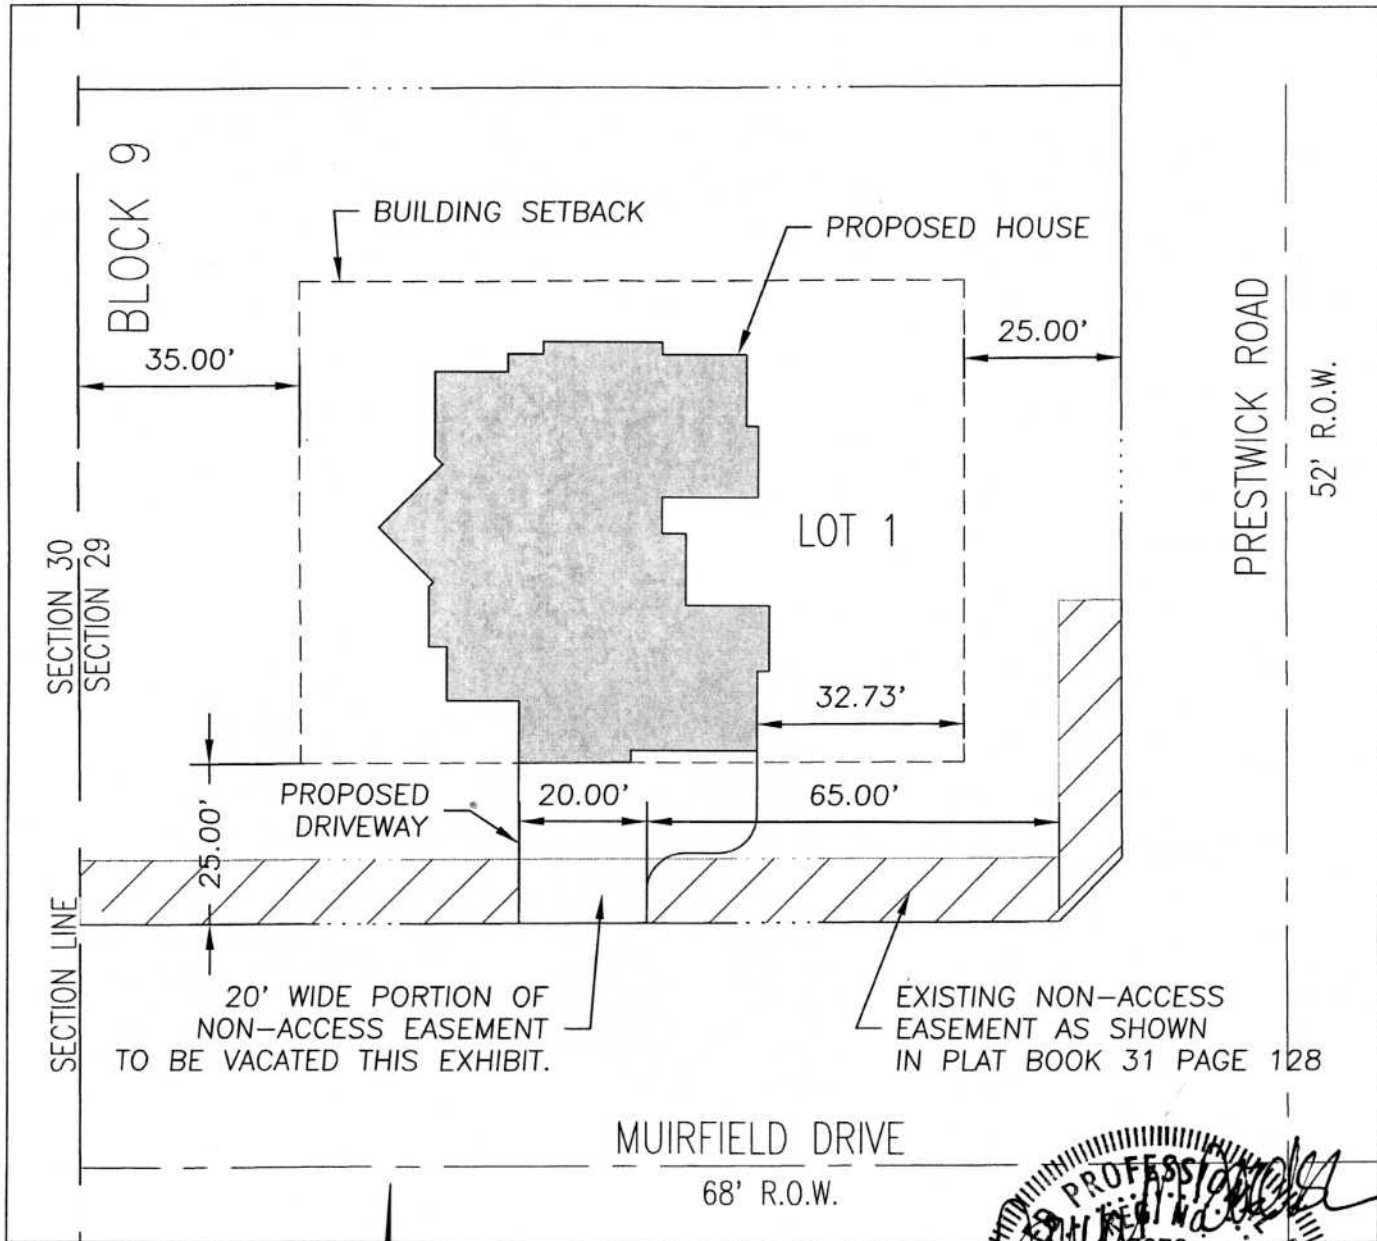 BLOCK 9
BUILDING SETBACK
PROPOSED HOUSE
35.00'
25.00'
PRESTWICK ROAD
52' R.O.W.
LOT 1
SECTION 30
SECTION 29
32.73'
25.00'
PROPOSED
DRIVEWAY
20.00'
65.00'
SECTION LINE
20' WIDE PORTION OF
NON-ACCESS EASEMENT
TO BE VACATED THIS EXHIBIT.
EXISTING NON-ACCESS
EASEMENT AS SHOWN
IN PLAT BOOK 31 PAGE 128
MUIRFIELD DRIVE
68' R.O.W.
REG. NO.